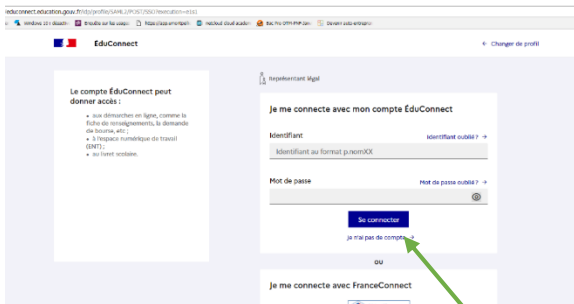 educonnect.education.gouv.fr/idp/profile/SAML2/POST/SSO?execution=e1s1
ÉduConnect
← Changer de profil
Représentant légal
Le compte ÉduConnect peut
donner accès :
• aux démarches en ligne, comme la
fiche de renseignements, la demande
de bourse, etc ;
• à l'espace numérique de travail
(ENT) ;
• au livret scolaire.
Je me connecte avec mon compte ÉduConnect
Identifiant
Identifiant oublié ? →
Identifiant au format p.nomXX
Mot de passe
Mot de passe oublié ? →
Se connecter
Je n'ai pas de compte →
OU
Je me connecte avec FranceConnect